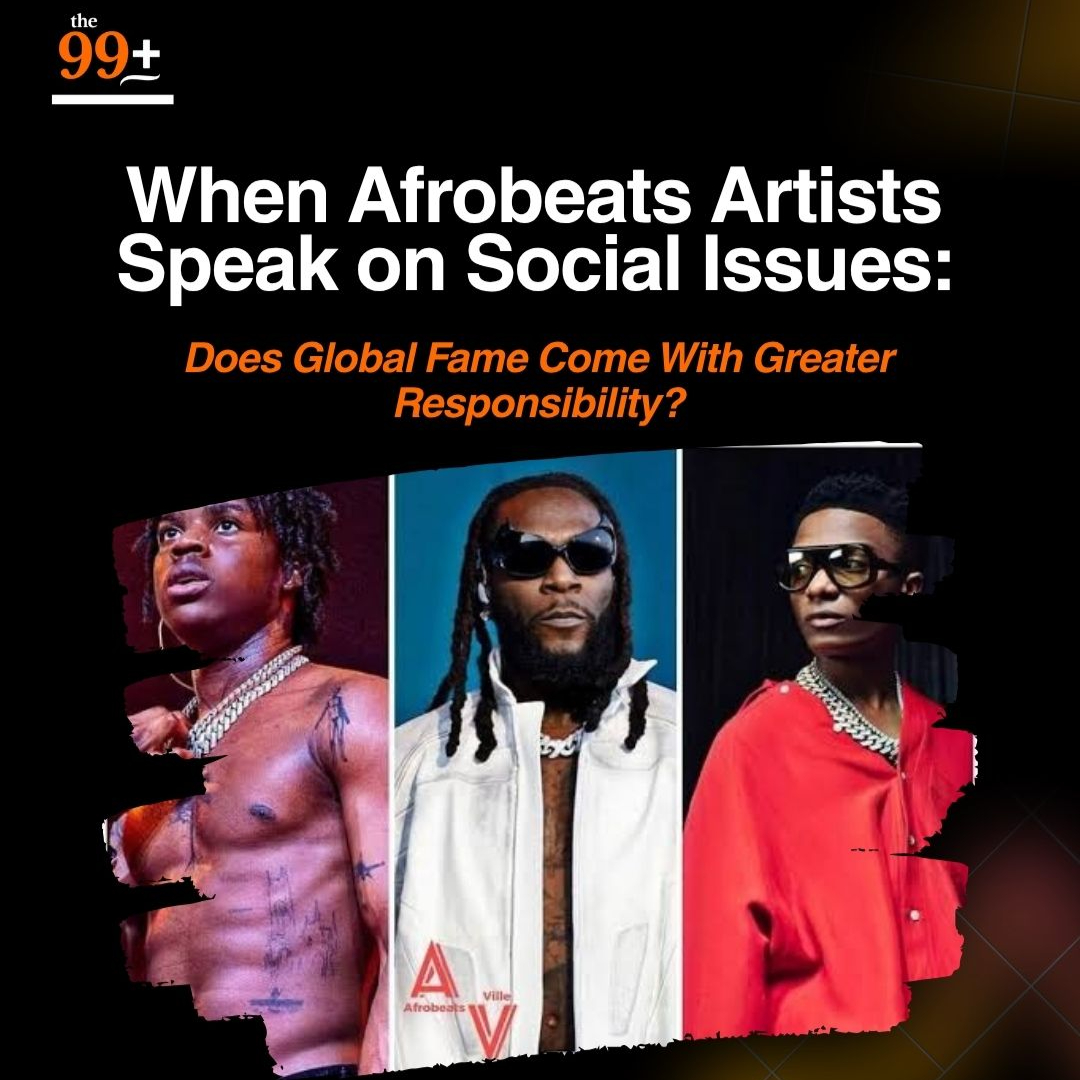 the
99+
When Afrobeats Artists
Speak on Social Issues:
Does Global Fame Come With Greater
Responsibility?
A
Afrobeats
Ville
V